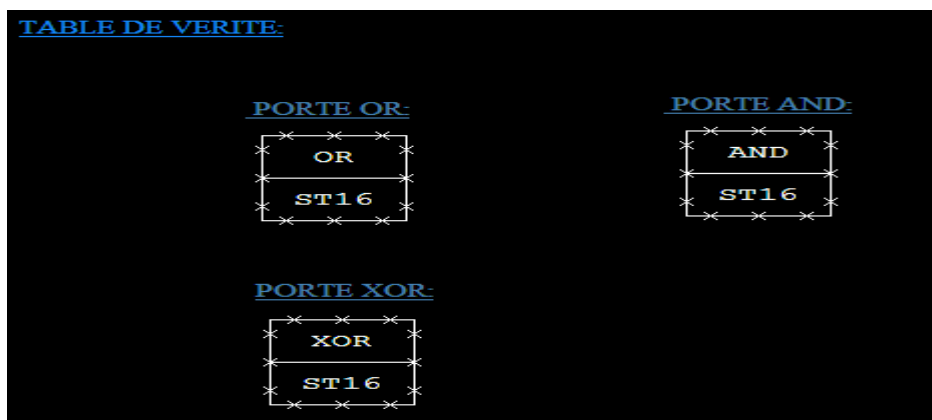 TABLE DE VERITE:
PORTE OR:
PORTE AND:
OR
AND
ST16
ST16
PORTE XOR:
XOR
ST16